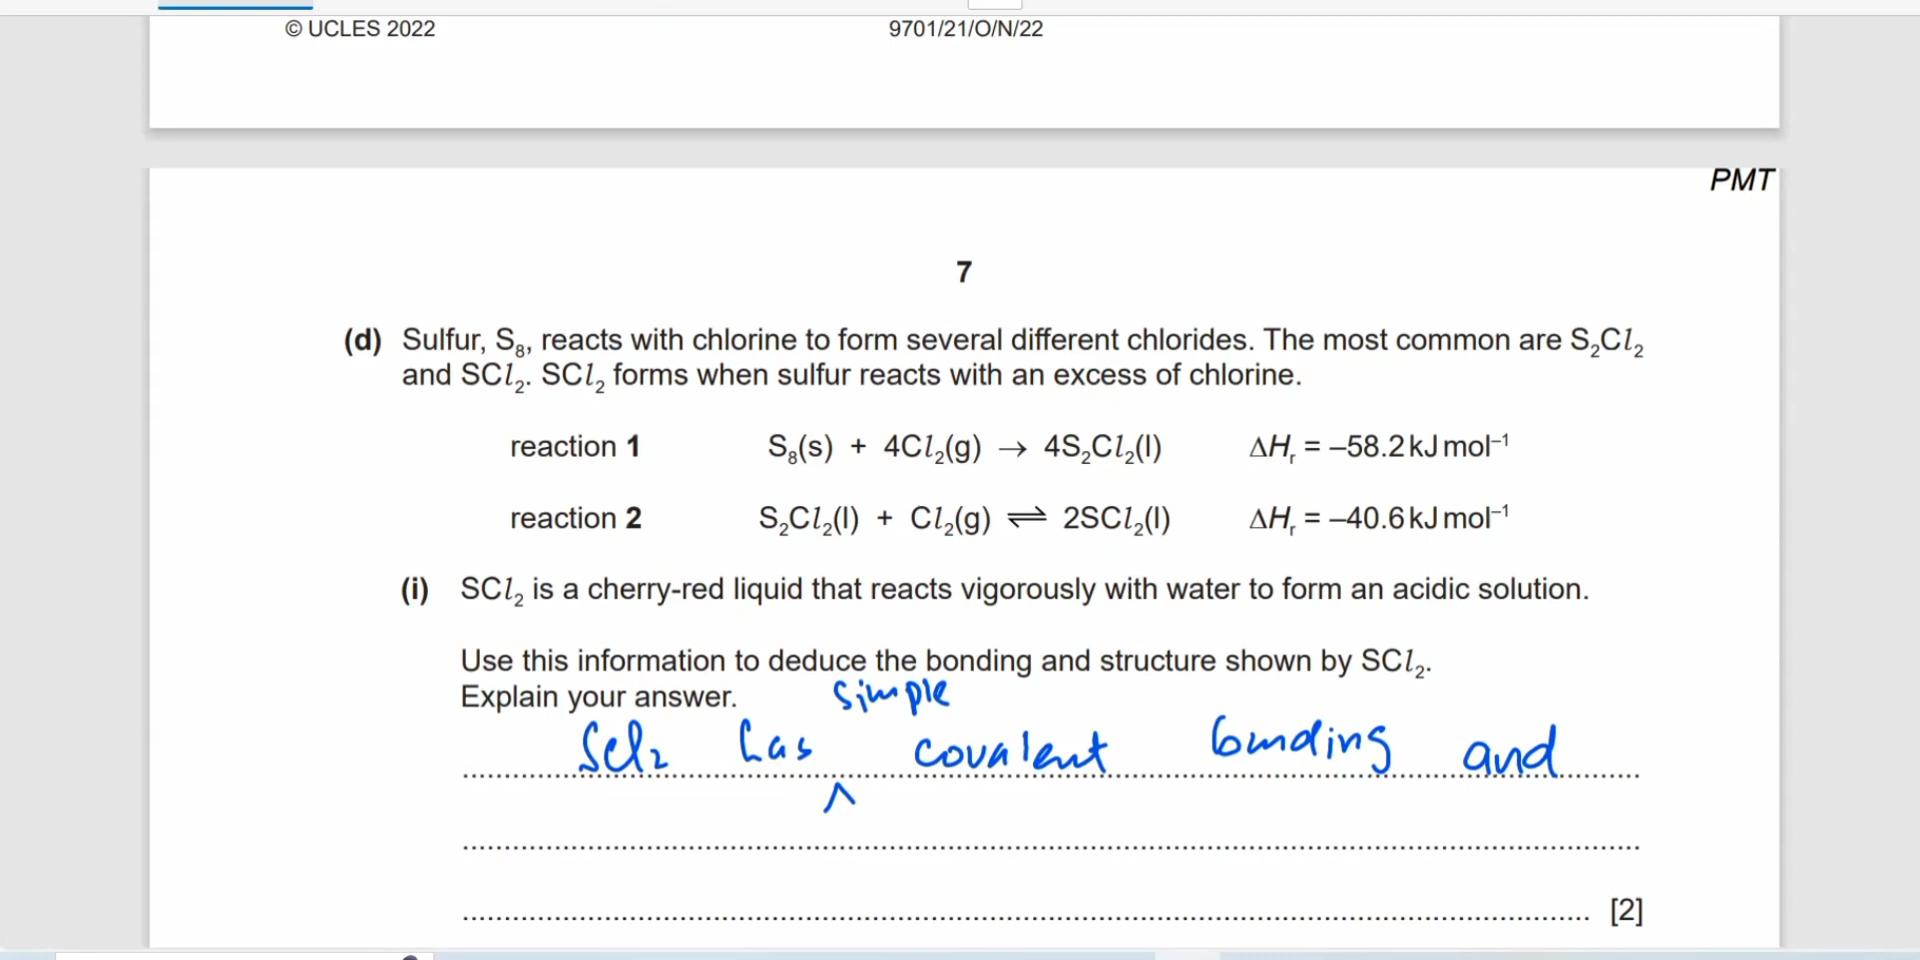 © UCLES 2022 9701/21/O/N/22
PMT
7
(d) Sulfur, S₈, reacts with chlorine to form several different chlorides. The most common are S₂Cl₂
and SCl₂. SCl₂ forms when sulfur reacts with an excess of chlorine.
reaction 1 S₈(s) + 4Cl₂(g) → 4S₂Cl₂(l) ΔHᵣ = –58.2 kJ mol⁻¹
reaction 2 S₂Cl₂(l) + Cl₂(g) ⇌ 2SCl₂(l) ΔHᵣ = –40.6 kJ mol⁻¹
(i) SCl₂ is a cherry-red liquid that reacts vigorously with water to form an acidic solution.
Use this information to deduce the bonding and structure shown by SCl₂.
Explain your answer.
simple
SCl₂ has covalent bonding and
[2]